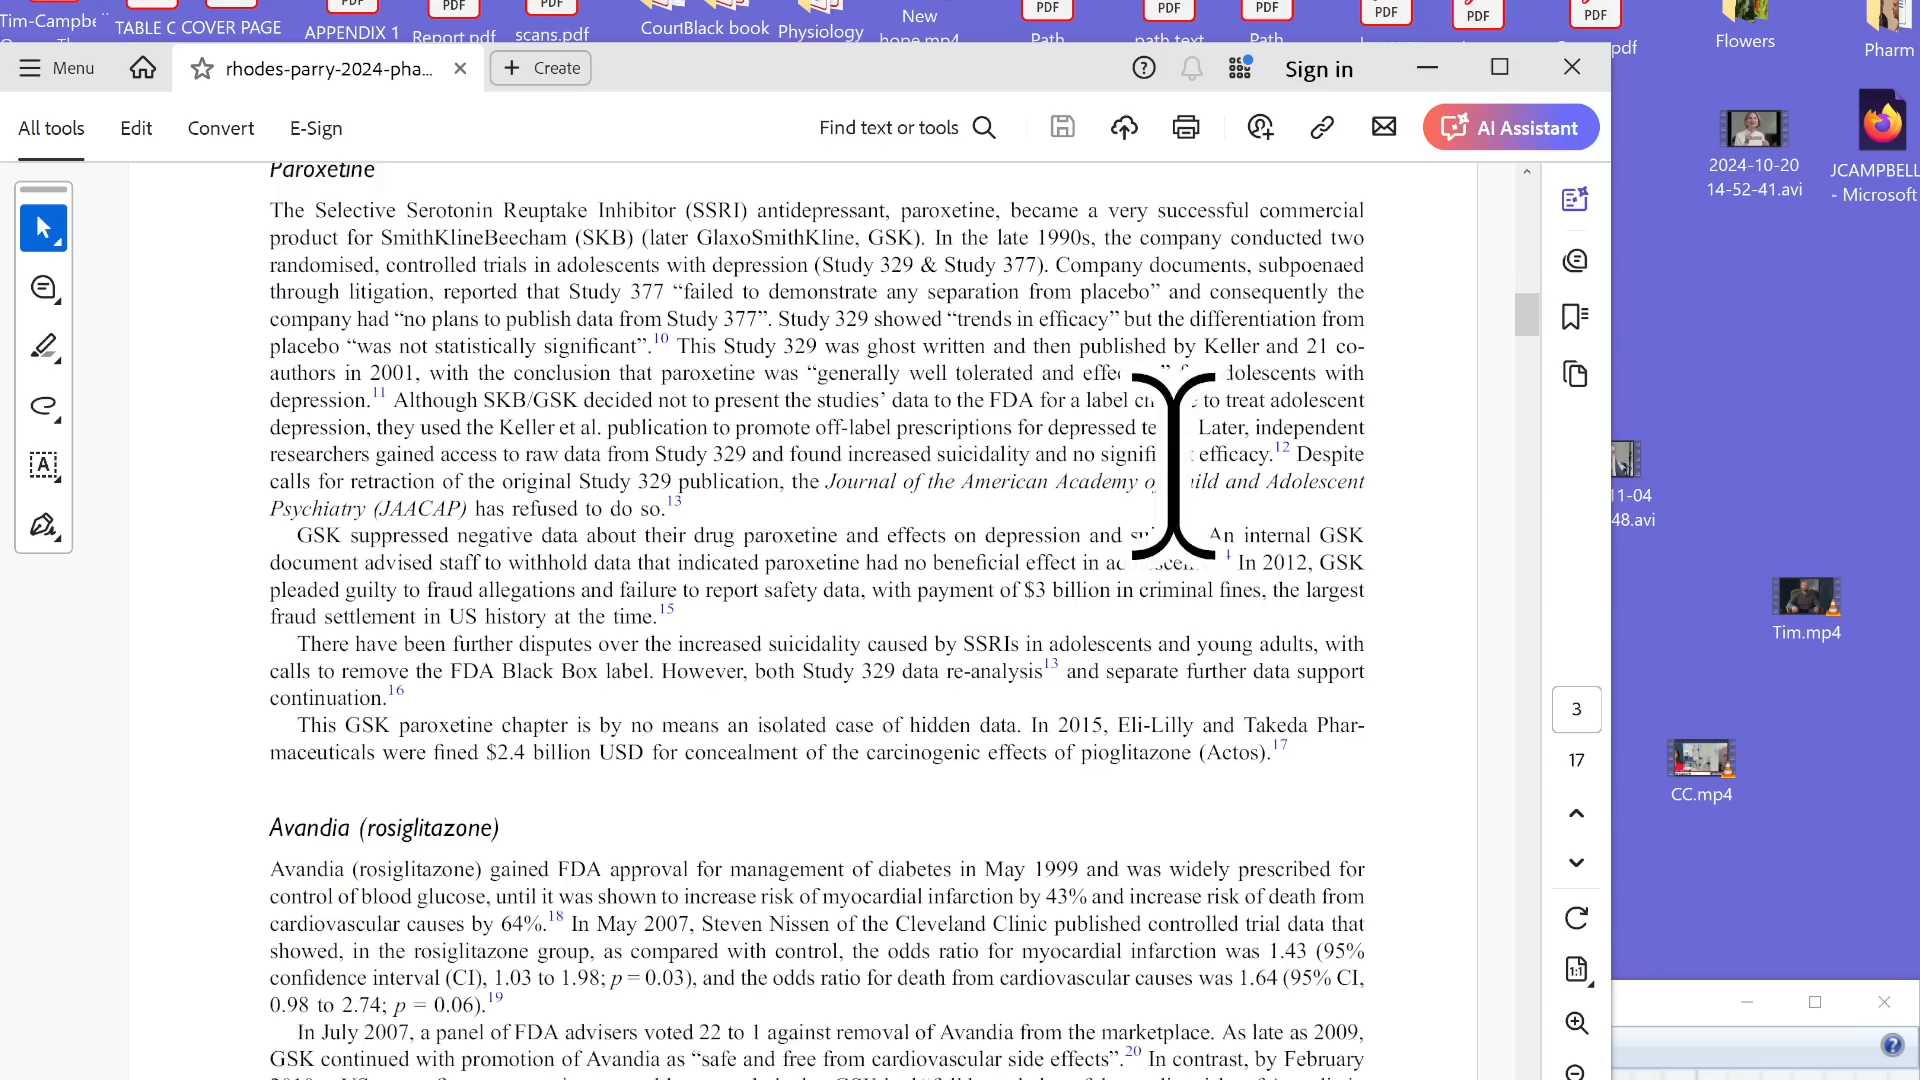 Tim-Campbe
TABLE C COVER PAGE
PDF
APPENDIX 1
PDF
Report.pdf
PDF
scans.pdf
Court Black book
Physiology
New
hope.mp4
PDF
Path
PDF
path text
PDF
Path
PDF
PDF
PDF
pdf
Flowers
Pharm
Menu
rhodes-parry-2024-pha...
Create
Sign in
All tools
Edit
Convert
E-Sign
Find text or tools
AI Assistant
2024-10-20
14-52-41.avi
JCAMPBELL
- Microsoft
11-04
48.avi
Tim.mp4
CC.mp4
3
17
Paroxetine
The Selective Serotonin Reuptake Inhibitor (SSRI) antidepressant, paroxetine, became a very successful commercial
product for SmithKlineBeecham (SKB) (later GlaxoSmithKline, GSK). In the late 1990s, the company conducted two
randomised, controlled trials in adolescents with depression (Study 329 & Study 377). Company documents, subpoenaed
through litigation, reported that Study 377 “failed to demonstrate any separation from placebo” and consequently the
company had “no plans to publish data from Study 377”. Study 329 showed “trends in efficacy” but the differentiation from
placebo “was not statistically significant”.10 This Study 329 was ghost written and then published by Keller and 21 co-
authors in 2001, with the conclusion that paroxetine was “generally well tolerated and effec ” f dolescents with
depression.11 Although SKB/GSK decided not to present the studies’ data to the FDA for a label ch to treat adolescent
depression, they used the Keller et al. publication to promote off-label prescriptions for depressed te Later, independent
researchers gained access to raw data from Study 329 and found increased suicidality and no signifi t efficacy.12 Despite
calls for retraction of the original Study 329 publication, the Journal of the American Academy o ild and Adolescent
Psychiatry (JAACAP) has refused to do so.13
GSK suppressed negative data about their drug paroxetine and effects on depression and su An internal GSK
document advised staff to withhold data that indicated paroxetine had no beneficial effect in ad In 2012, GSK
pleaded guilty to fraud allegations and failure to report safety data, with payment of $3 billion in criminal fines, the largest
fraud settlement in US history at the time.15
There have been further disputes over the increased suicidality caused by SSRIs in adolescents and young adults, with
calls to remove the FDA Black Box label. However, both Study 329 data re-analysis13 and separate further data support
continuation.16
This GSK paroxetine chapter is by no means an isolated case of hidden data. In 2015, Eli-Lilly and Takeda Phar-
maceuticals were fined $2.4 billion USD for concealment of the carcinogenic effects of pioglitazone (Actos).17
Avandia (rosiglitazone)
Avandia (rosiglitazone) gained FDA approval for management of diabetes in May 1999 and was widely prescribed for
control of blood glucose, until it was shown to increase risk of myocardial infarction by 43% and increase risk of death from
cardiovascular causes by 64%.18 In May 2007, Steven Nissen of the Cleveland Clinic published controlled trial data that
showed, in the rosiglitazone group, as compared with control, the odds ratio for myocardial infarction was 1.43 (95%
confidence interval (CI), 1.03 to 1.98; p = 0.03), and the odds ratio for death from cardiovascular causes was 1.64 (95% CI,
0.98 to 2.74; p = 0.06).19
In July 2007, a panel of FDA advisers voted 22 to 1 against removal of Avandia from the marketplace. As late as 2009,
GSK continued with promotion of Avandia as “safe and free from cardiovascular side effects”.20 In contrast, by February